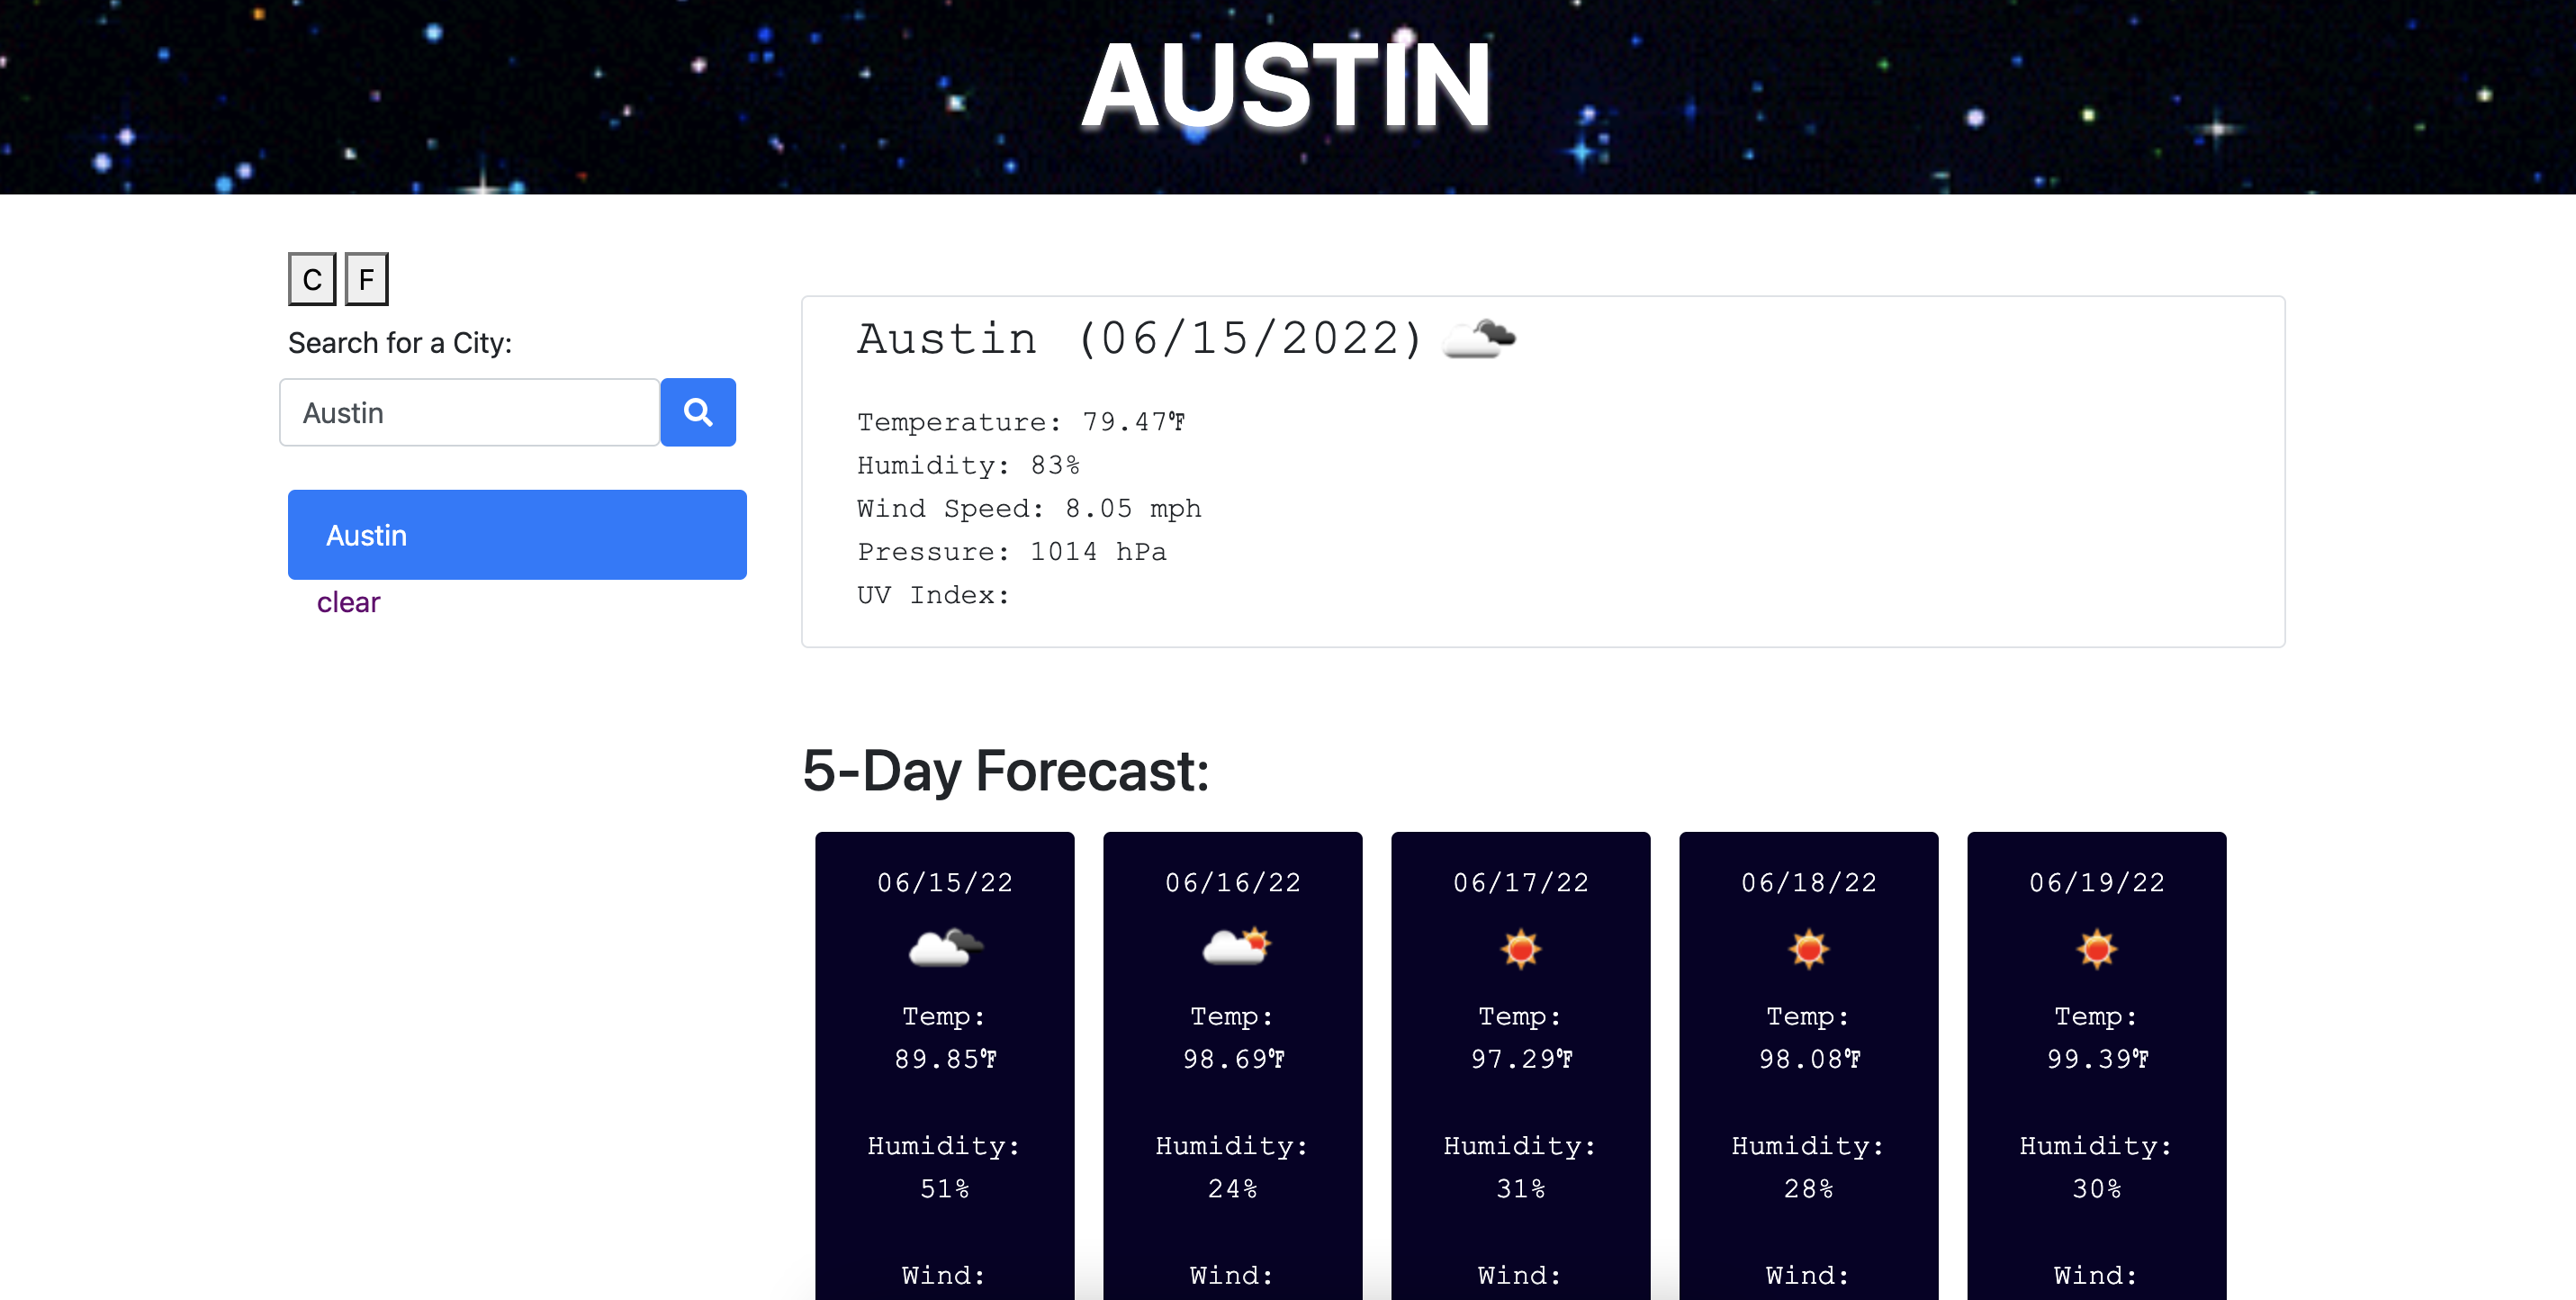 AUSTIN
C F
Search for a City:
Austin
Austin
clear
Austin (06/15/2022)
Temperature: 79.47℉
Humidity: 83%
Wind Speed: 8.05 mph
Pressure: 1014 hPa
UV Index:
5-Day Forecast:
06/15/22
Temp:
89.85℉
Humidity:
51%
Wind:
06/16/22
Temp:
98.69℉
Humidity:
24%
Wind:
06/17/22
Temp:
97.29℉
Humidity:
31%
Wind:
06/18/22
Temp:
98.08℉
Humidity:
28%
Wind:
06/19/22
Temp:
99.39℉
Humidity:
30%
Wind: